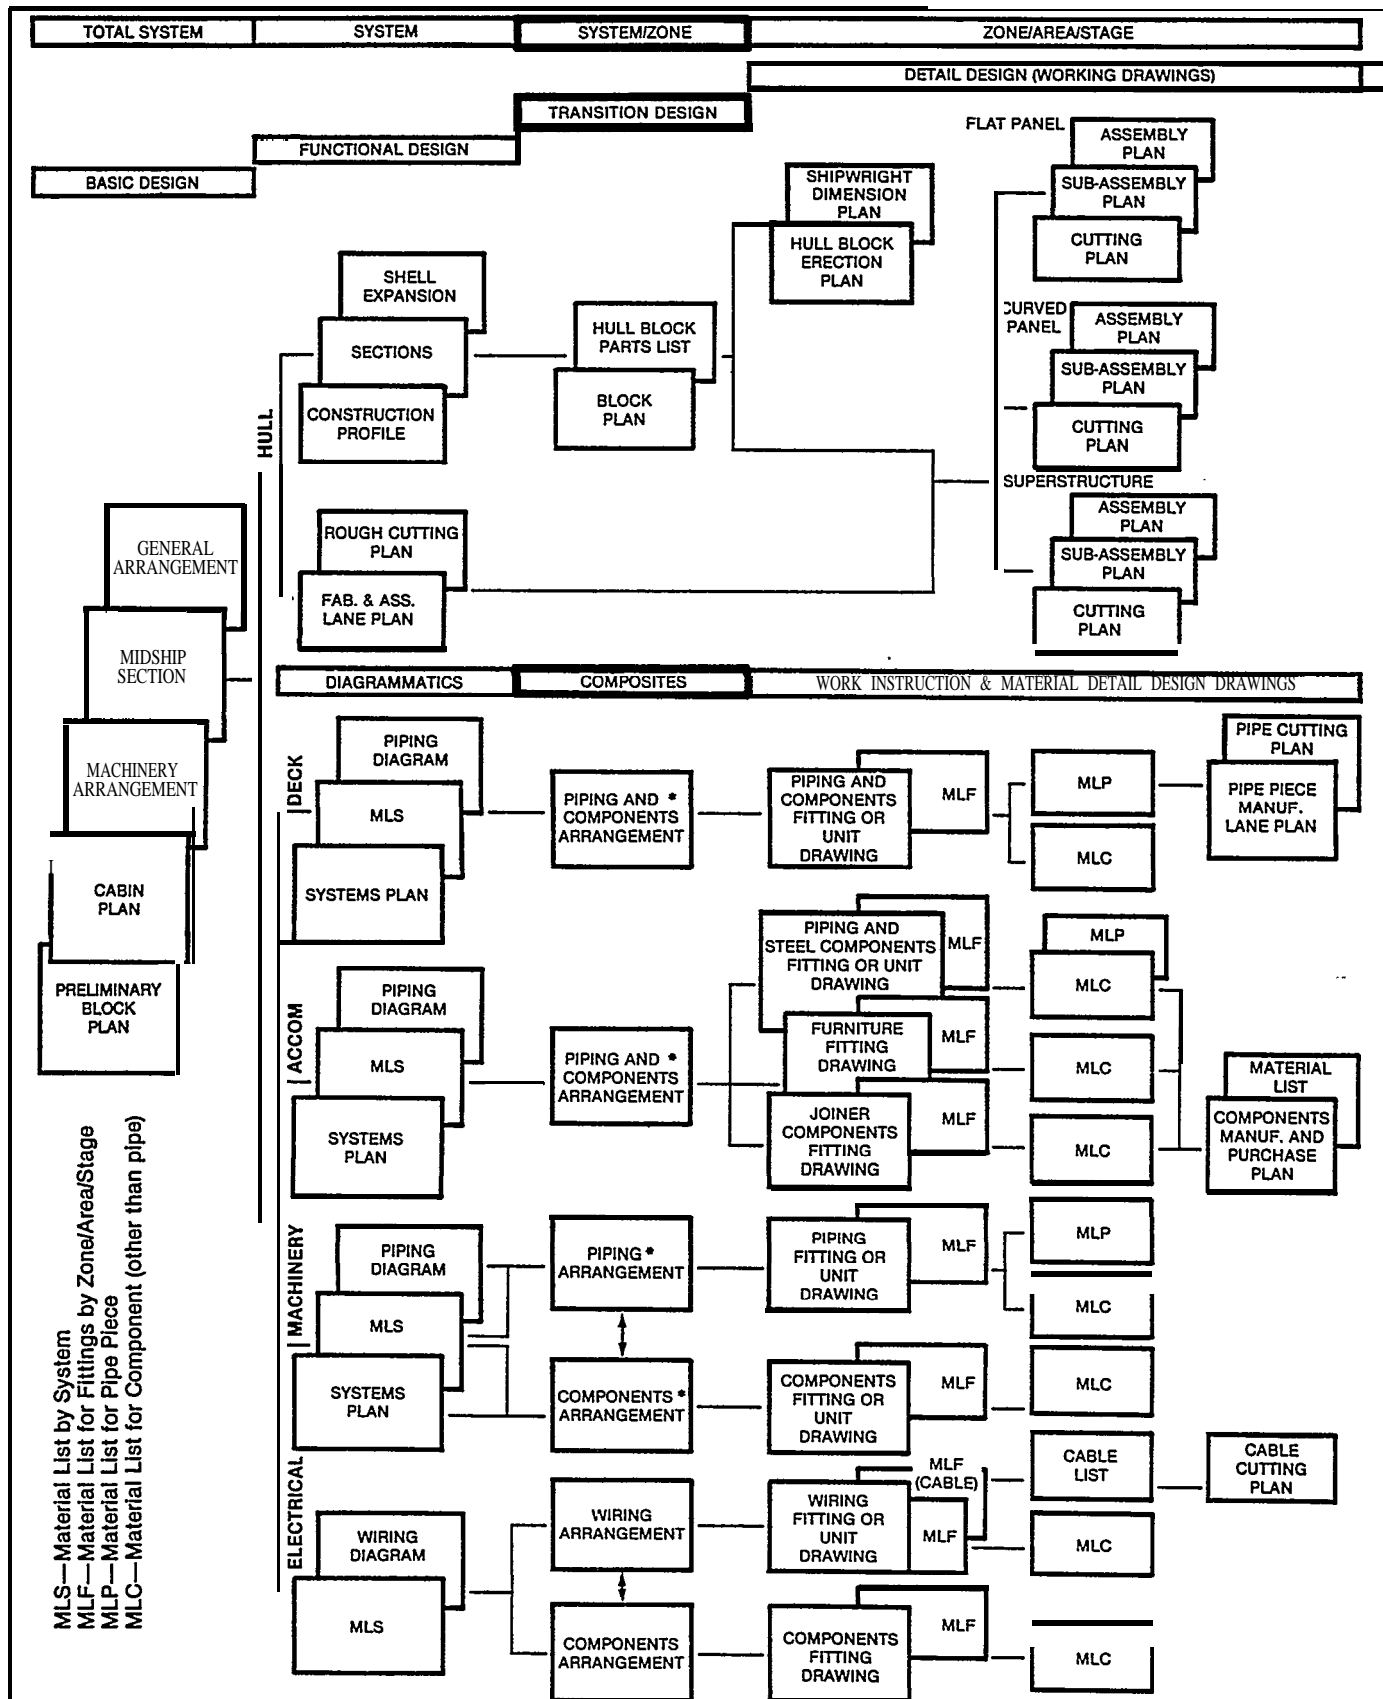 TOTAL SYSTEM
SYSTEM
SYSTEM/ZONE
ZONE/AREA/STAGE
DETAIL DESIGN (WORKING DRAWINGS)
TRANSITION DESIGN
FUNCTIONAL DESIGN
BASIC DESIGN
HULL
SHELL
EXPANSION
SECTIONS
CONSTRUCTION
PROFILE
HULL BLOCK
PARTS LIST
BLOCK
PLAN
SHIPWRIGHT
DIMENSION
PLAN
HULL BLOCK
ERECTION
PLAN
FLAT PANEL
ASSEMBLY
PLAN
SUB-ASSEMBLY
PLAN
CUTTING
PLAN
CURVED
PANEL
ASSEMBLY
PLAN
SUB-ASSEMBLY
PLAN
CUTTING
PLAN
SUPERSTRUCTURE
ASSEMBLY
PLAN
SUB-ASSEMBLY
PLAN
CUTTING
PLAN
ROUGH CUTTING
PLAN
FAB. & ASS.
LANE PLAN
GENERAL
ARRANGEMENT
MIDSHIP
SECTION
MACHINERY
ARRANGEMENT
CABIN
PLAN
PRELIMINARY
BLOCK
PLAN
DIAGRAMMATICS
COMPOSITES
WORK INSTRUCTION & MATERIAL DETAIL DESIGN DRAWINGS
DECK
PIPING
DIAGRAM
MLS
SYSTEMS PLAN
PIPING AND *
COMPONENTS
ARRANGEMENT
PIPING AND
COMPONENTS
FITTING OR
UNIT
DRAWING
MLF
MLP
MLC
PIPE CUTTING
PLAN
PIPE PIECE
MANUF.
LANE PLAN
ACCOM
PIPING
DIAGRAM
MLS
SYSTEMS
PLAN
PIPING AND *
COMPONENTS
ARRANGEMENT
PIPING AND
STEEL COMPONENTS
FITTING OR UNIT
DRAWING
MLF
FURNITURE
FITTING
DRAWING
MLF
JOINER
COMPONENTS
FITTING
DRAWING
MLF
MLP
MLC
MLC
MLC
MATERIAL
LIST
COMPONENTS
MANUF. AND
PURCHASE
PLAN
MACHINERY
PIPING
DIAGRAM
MLS
SYSTEMS
PLAN
PIPING *
ARRANGEMENT
COMPONENTS *
ARRANGEMENT
PIPING
FITTING OR
UNIT
DRAWING
MLF
MLP
MLC
COMPONENTS
FITTING OR
UNIT
DRAWING
MLF
MLC
ELECTRICAL
WIRING
DIAGRAM
MLS
WIRING
ARRANGEMENT
COMPONENTS
ARRANGEMENT
WIRING
FITTING OR
UNIT
DRAWING
MLF
(CABLE)
MLF
CABLE
LIST
MLC
CABLE
CUTTING
PLAN
COMPONENTS
FITTING
DRAWING
MLF
MLC
MLS—Material List by System
MLF—Material List for Fittings by Zone/Area/Stage
MLP—Material List for Pipe Piece
MLC—Material List for Component (other than pipe)